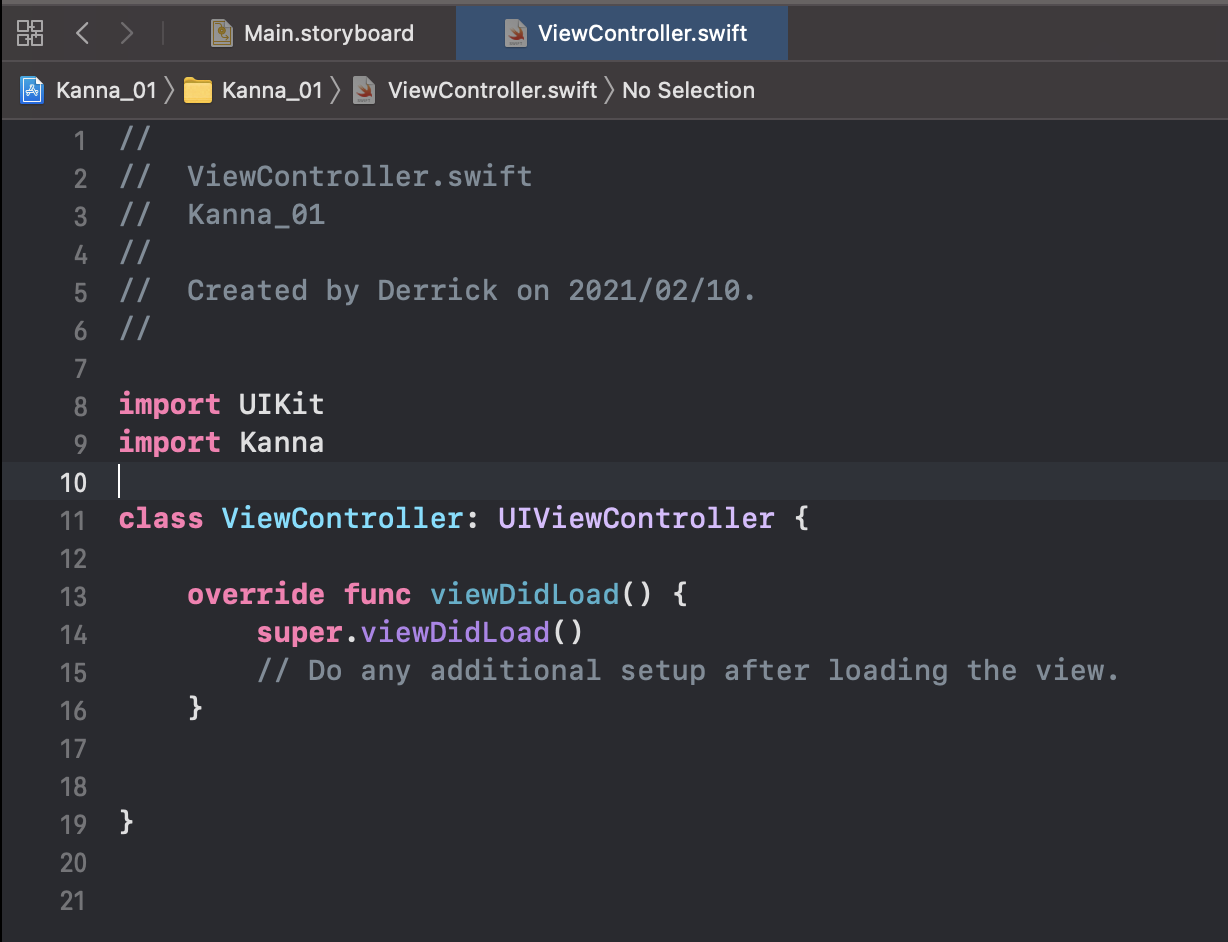 Main.storyboard ViewController.swift
Kanna_01 〉 Kanna_01 〉 ViewController.swift 〉 No Selection
1 //
2 //  ViewController.swift
3 //  Kanna_01
4 //
5 //  Created by Derrick on 2021/02/10.
6 //
7
8 import UIKit
9 import Kanna
10
11 class ViewController: UIViewController {
12
13     override func viewDidLoad() {
14         super.viewDidLoad()
15         // Do any additional setup after loading the view.
16     }
17
18
19 }
20
21